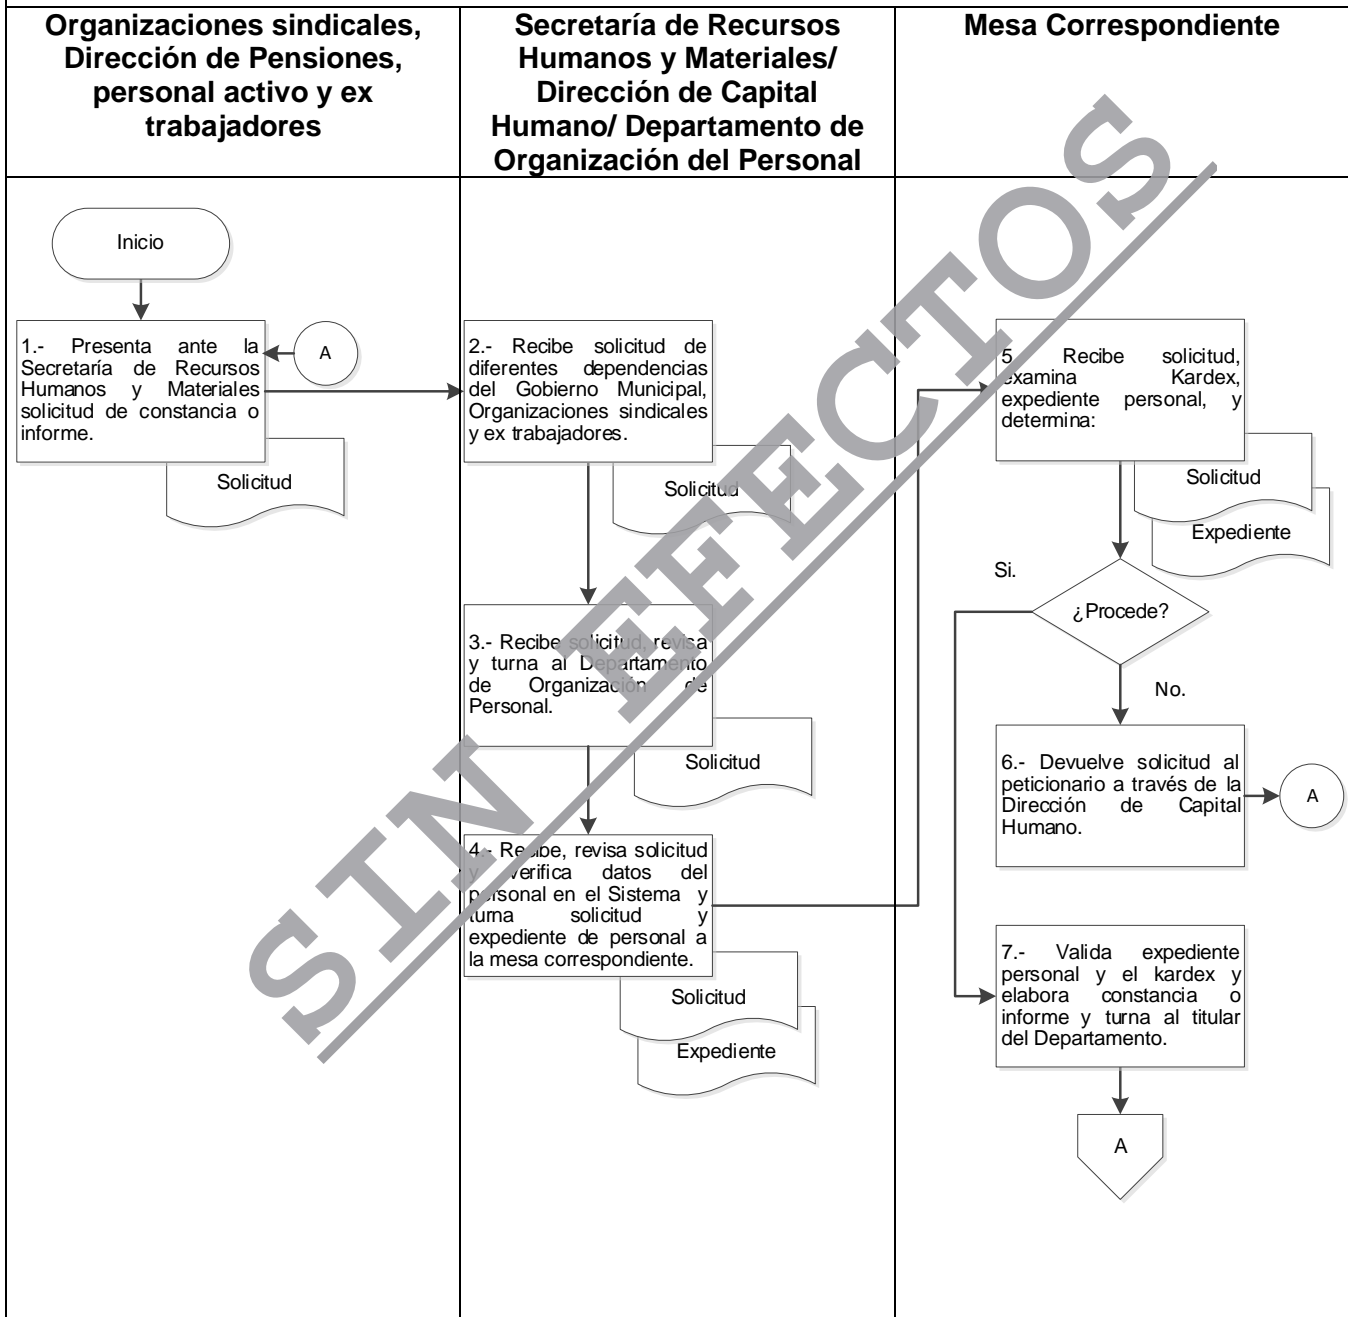 Organizaciones sindicales,
Dirección de Pensiones,
personal activo y ex
trabajadores
Secretaría de Recursos
Humanos y Materiales/
Dirección de Capital
Humano/ Departamento de
Organización del Personal
Mesa Correspondiente
Inicio
1.- Presenta ante la
Secretaría de Recursos
Humanos y Materiales
solicitud de constancia o
informe.
A
Solicitud
2.- Recibe solicitud de
diferentes dependencias
del Gobierno Municipal,
Organizaciones sindicales
y ex trabajadores.
Solicitud
3.- Recibe solicitud, revisa
y turna al Departamento
de Organización de
Personal.
Solicitud
4.- Recibe, revisa solicitud
y verifica datos del
personal en el Sistema y
turna solicitud y
expediente de personal a
la mesa correspondiente.
Solicitud
Expediente
5. Recibe solicitud,
examina Kardex,
expediente personal, y
determina:
Solicitud
Expediente
¿Procede?
Si.
No.
6.- Devuelve solicitud al
peticionario a través de la
Dirección de Capital
Humano.
A
7.- Valida expediente
personal y el kardex y
elabora constancia o
informe y turna al titular
del Departamento.
A
SIN EFECTOS